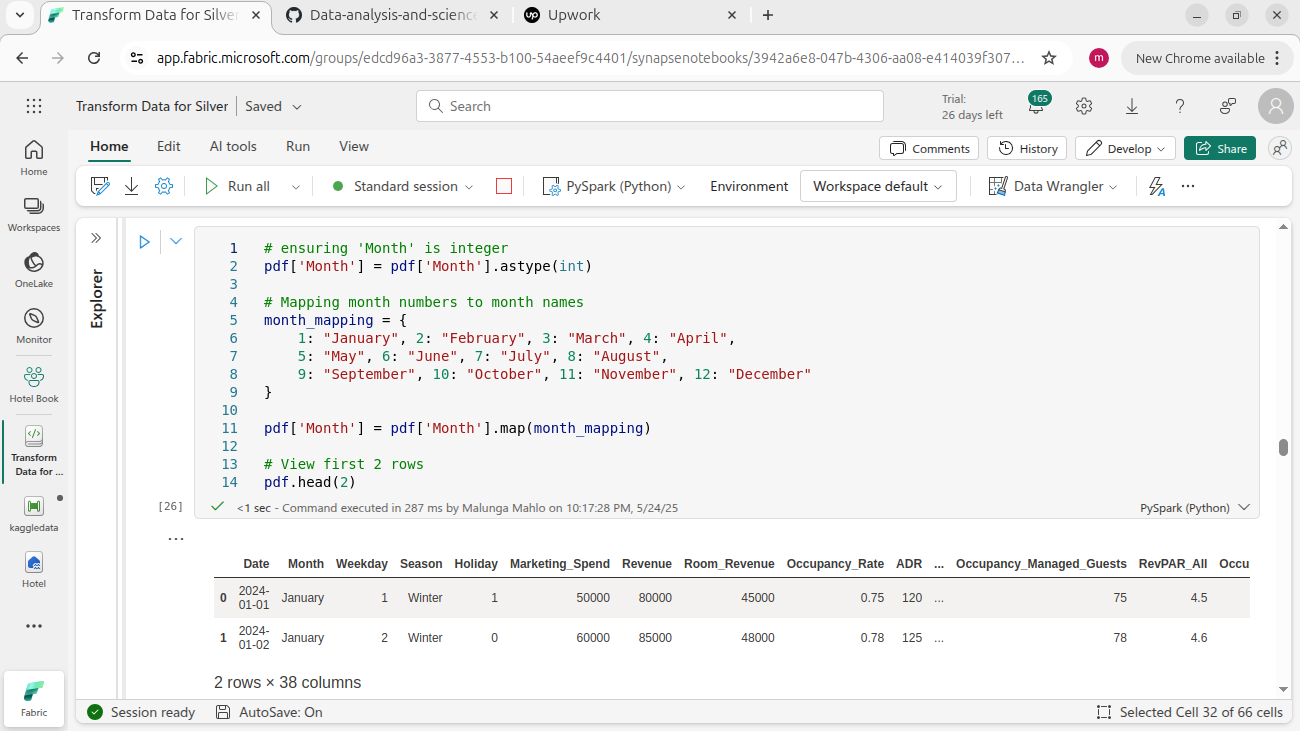 Transform Data for Silver
Data-analysis-and-science
Upwork
app.fabric.microsoft.com/groups/edcd96a3-3877-4553-b100-54aeef9c4401/synapsenotebooks/3942a6e8-047b-4306-aa08-e414039f307...
m
New Chrome available
Transform Data for Silver
Saved
Search
Trial:
26 days left
165
Home
Edit
AI tools
Run
View
Comments
History
Develop
Share
Run all
Standard session
PySpark (Python)
Environment
Workspace default
Data Wrangler
Home
Workspaces
OneLake
Monitor
Hotel Book
Transform
Data for ...
kaggledata
Hotel
Fabric
Explorer
1 # ensuring 'Month' is integer
2 pdf['Month'] = pdf['Month'].astype(int)
3
4 # Mapping month numbers to month names
5 month_mapping = {
6 1: "January", 2: "February", 3: "March", 4: "April",
7 5: "May", 6: "June", 7: "July", 8: "August",
8 9: "September", 10: "October", 11: "November", 12: "December"
9 }
10
11 pdf['Month'] = pdf['Month'].map(month_mapping)
12
13 # View first 2 rows
14 pdf.head(2)
[26] <1 sec - Command executed in 287 ms by Malunga Mahlo on 10:17:28 PM, 5/24/25 PySpark (Python)
...
Date Month Weekday Season Holiday Marketing_Spend Revenue Room_Revenue Occupancy_Rate ADR ... Occupancy_Managed_Guests RevPAR_All Occu
0 2024-01-01 January 1 Winter 1 50000 80000 45000 0.75 120 ... 75 4.5
1 2024-01-02 January 2 Winter 0 60000 85000 48000 0.78 125 ... 78 4.6
2 rows × 38 columns
Session ready
AutoSave: On
Selected Cell 32 of 66 cells